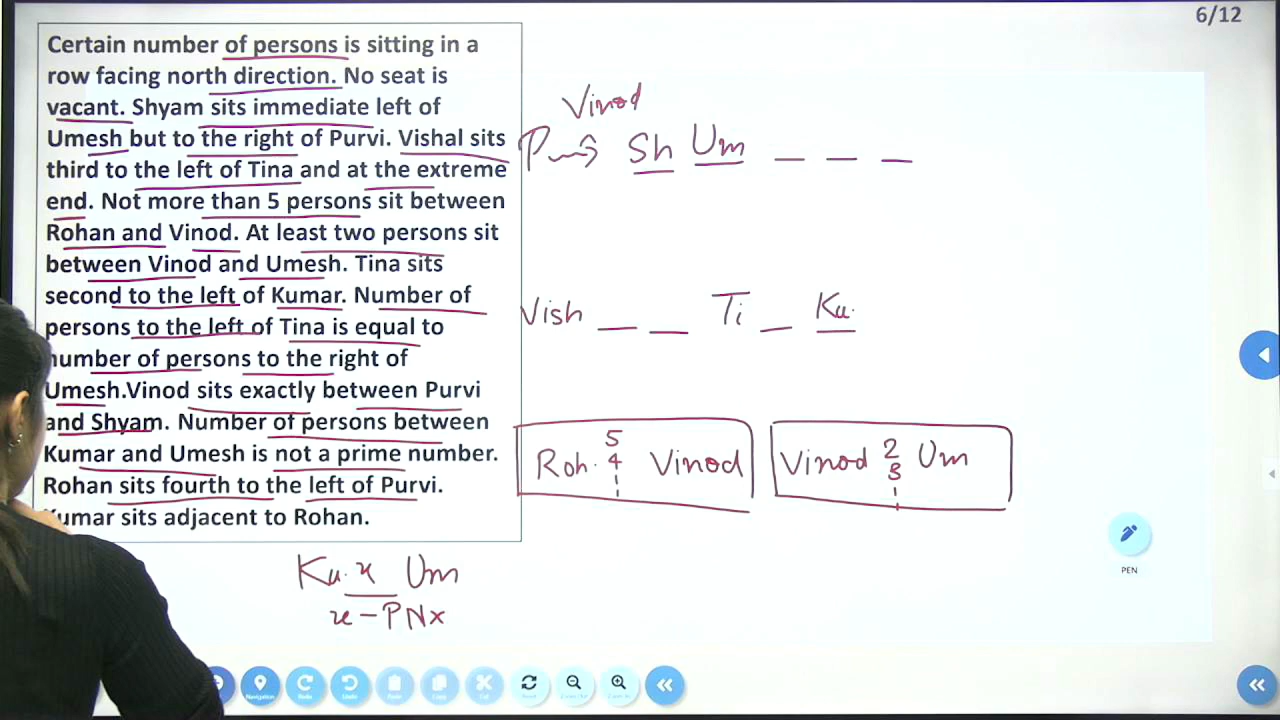 6/12
Certain number of persons is sitting in a
row facing north direction. No seat is
vacant. Shyam sits immediate left of
Umesh but to the right of Purvi. Vishal sits
third to the left of Tina and at the extreme
end. Not more than 5 persons sit between
Rohan and Vinod. At least two persons sit
between Vinod and Umesh. Tina sits
second to the left of Kumar. Number of
persons to the left of Tina is equal to
number of persons to the right of
Umesh.Vinod sits exactly between Purvi
and Shyam. Number of persons between
Kumar and Umesh is not a prime number.
Rohan sits fourth to the left of Purvi.
Kumar sits adjacent to Rohan.
Vinod
Sh Um _ _ _
Vish _ _ Ti _ Ku.
Roh. 5 4 Vinod
Vinod 2 3 Um
Ku. x Um
x - PNx
PEN
Navigation Redo Undo Paste Copy Cut Reset